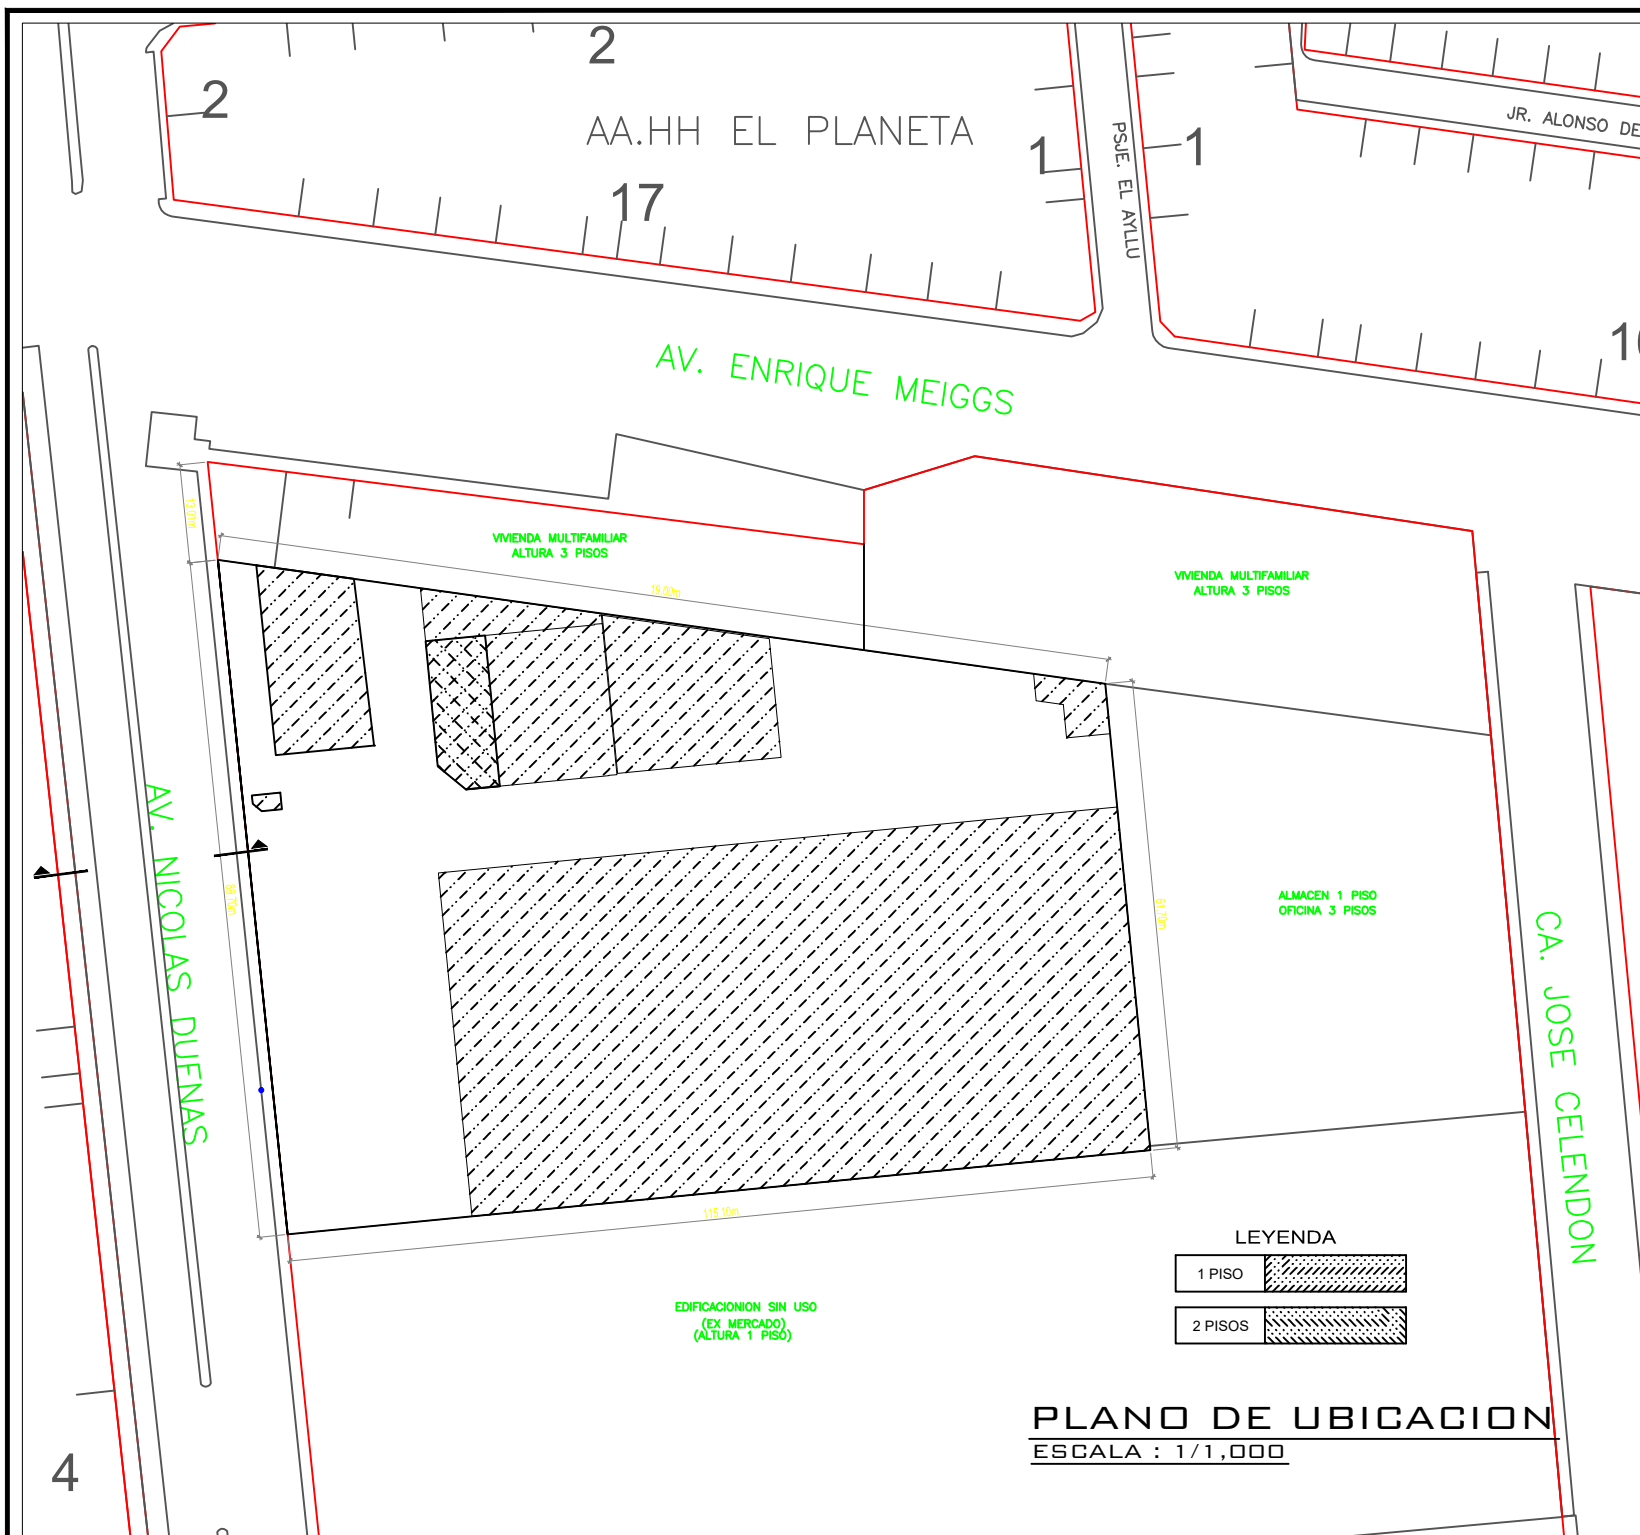 2
2
AA.HH EL PLANETA
1
1
17
PSJE. EL AYLLU
JR. ALONSO DE
AV. ENRIQUE MEIGGS
VIVIENDA MULTIFAMILIAR
ALTURA 3 PISOS
VIVIENDA MULTIFAMILIAR
ALTURA 3 PISOS
AV. NICOLAS DUENAS
ALMACEN 1 PISO
OFICINA 3 PISOS
CA. JOSE CELENDON
115.10m
EDIFICACIONION SIN USO
(EX MERCADO)
(ALTURA 1 PISO)
LEYENDA
1 PISO
2 PISOS
PLANO DE UBICACION
ESCALA : 1/1,000
4